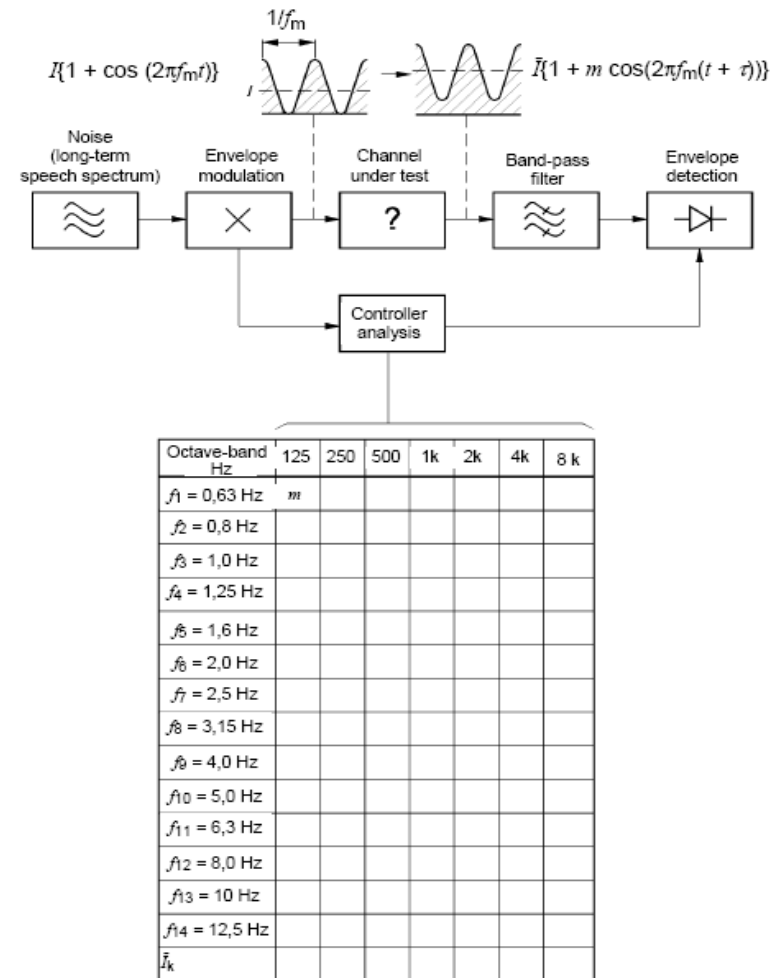 1/fm
I{1 + cos (2πfmt)}
I
Ī{1 + m cos(2πfm(t + τ))}
Noise
(long-term
speech spectrum)
Envelope
modulation
Channel
under test
Band-pass
filter
Envelope
detection
?
Controller
analysis
Octave-band
Hz
125 250 500 1k 2k 4k 8 k
f1 = 0,63 Hz m
f2 = 0,8 Hz
f3 = 1,0 Hz
f4 = 1,25 Hz
f5 = 1,6 Hz
f6 = 2,0 Hz
f7 = 2,5 Hz
f8 = 3,15 Hz
f9 = 4,0 Hz
f10 = 5,0 Hz
f11 = 6,3 Hz
f12 = 8,0 Hz
f13 = 10 Hz
f14 = 12,5 Hz
Īk